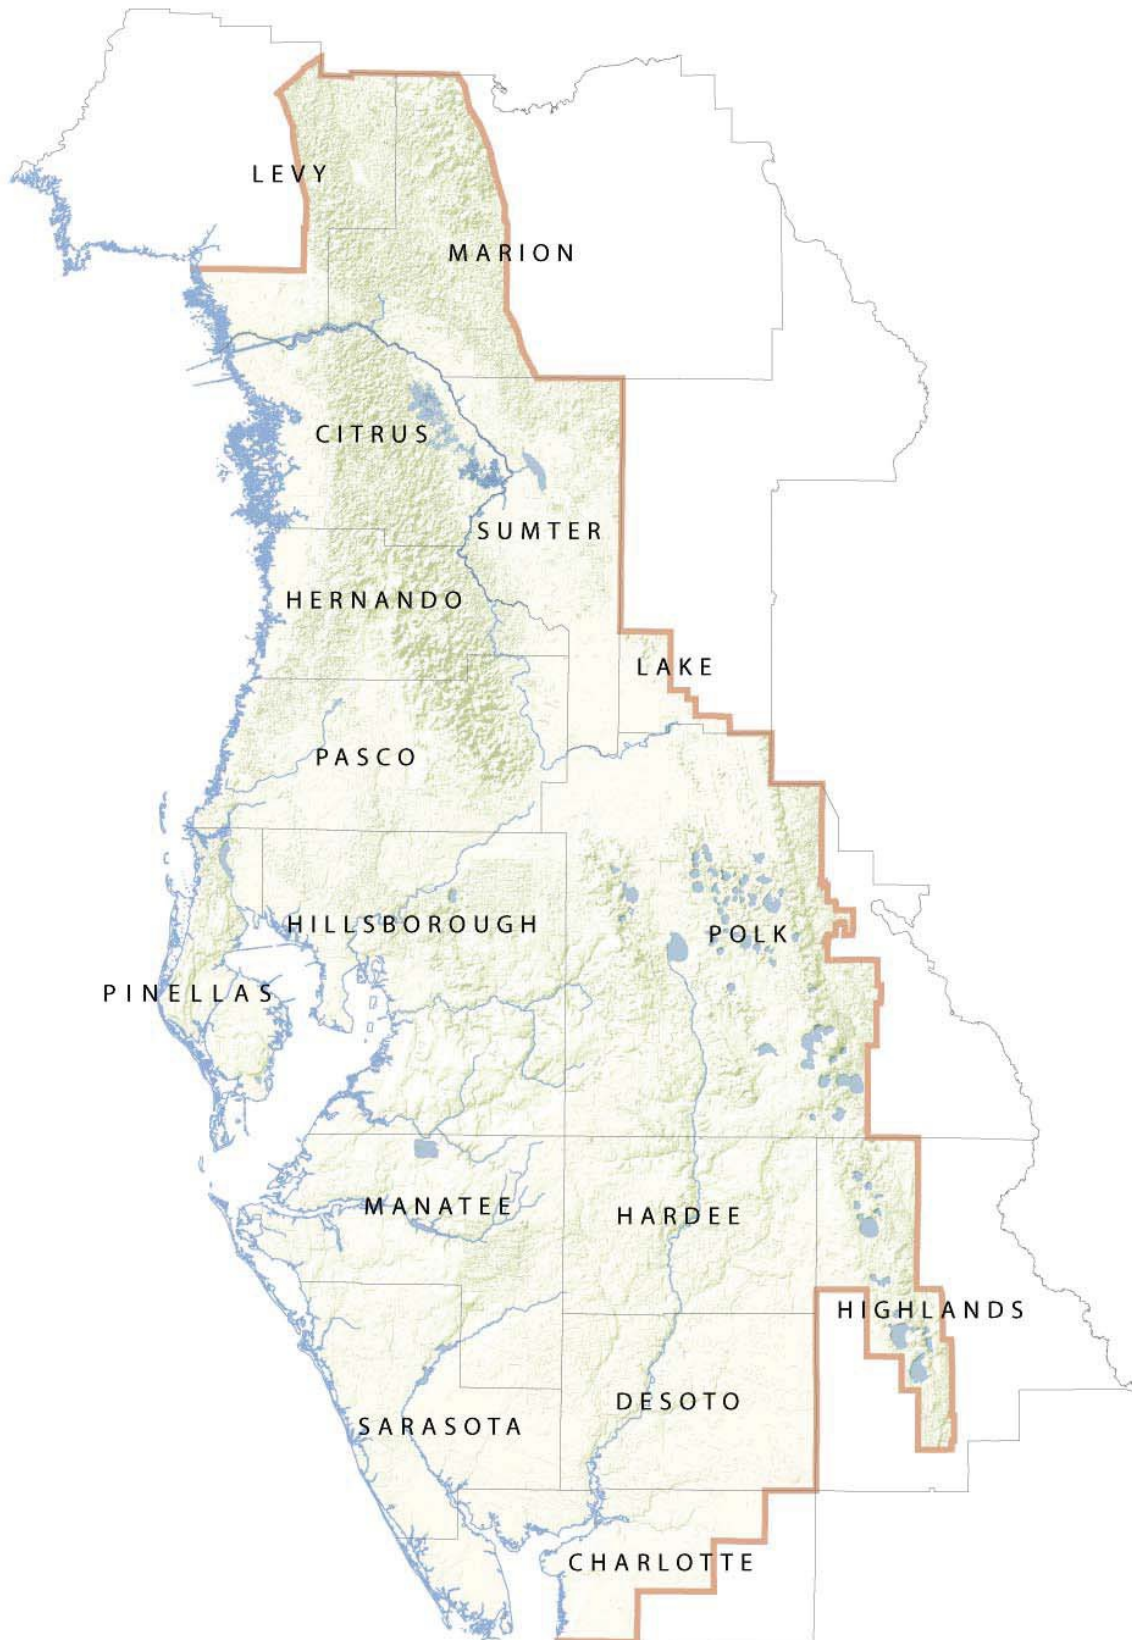 LEVY
MARION
CITRUS
SUMTER
HERNANDO
LAKE
PASCO
HILLSBOROUGH
POLK
PINELLAS
MANATEE
HARDEE
HIGHLANDS
DESOTO
SARASOTA
CHARLOTTE